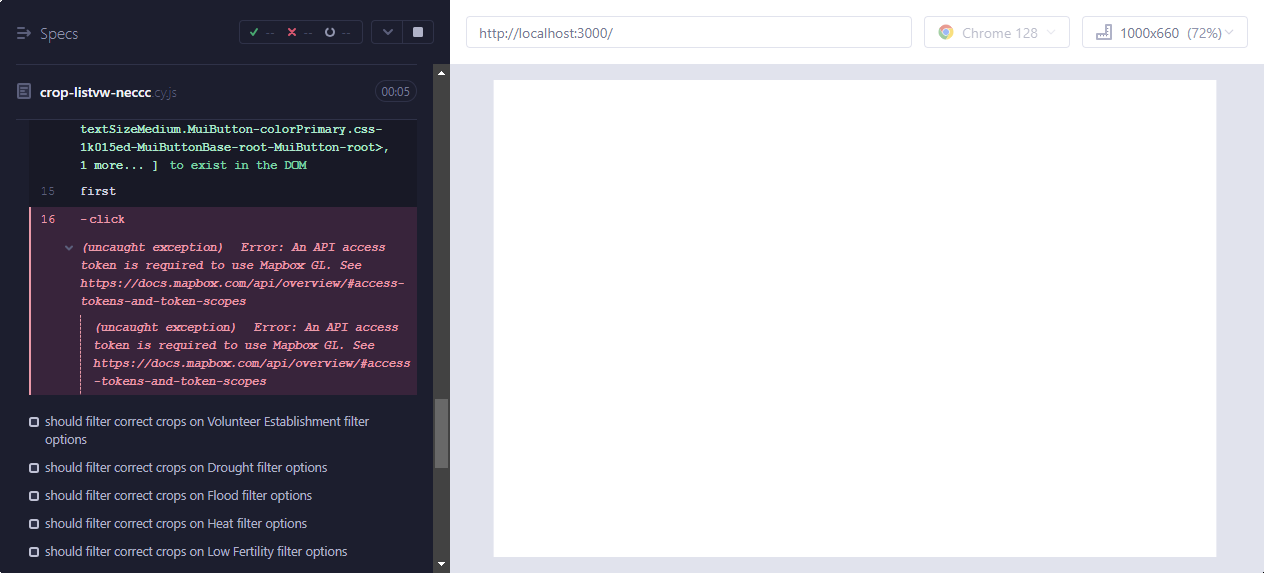 Specs
-- -- --
http://localhost:3000/
Chrome 128
1000x660 (72%)
crop-listvw-neccc cy.js
00:05
textSizeMedium.MuiButton-colorPrimary.css-
1k015ed-MuiButtonBase-root-MuiButton-root>,
1 more... ] to exist in the DOM
15 first
16 -click
(uncaught exception) Error: An API access
token is required to use Mapbox GL. See
https://docs.mapbox.com/api/overview/#access-
tokens-and-token-scopes
(uncaught exception) Error: An API access
token is required to use Mapbox GL. See
https://docs.mapbox.com/api/overview/#access
-tokens-and-token-scopes
should filter correct crops on Volunteer Establishment filter
options
should filter correct crops on Drought filter options
should filter correct crops on Flood filter options
should filter correct crops on Heat filter options
should filter correct crops on Low Fertility filter options